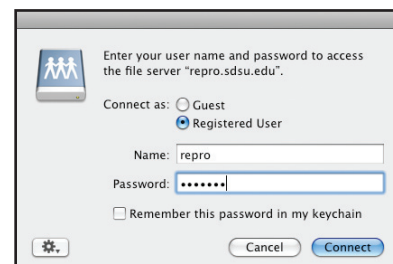 Enter your user name and password to access
the file server “repro.sdsu.edu”.
Connect as: Guest
Registered User
Name: repro
Password: •••••••
Remember this password in my keychain
Cancel Connect